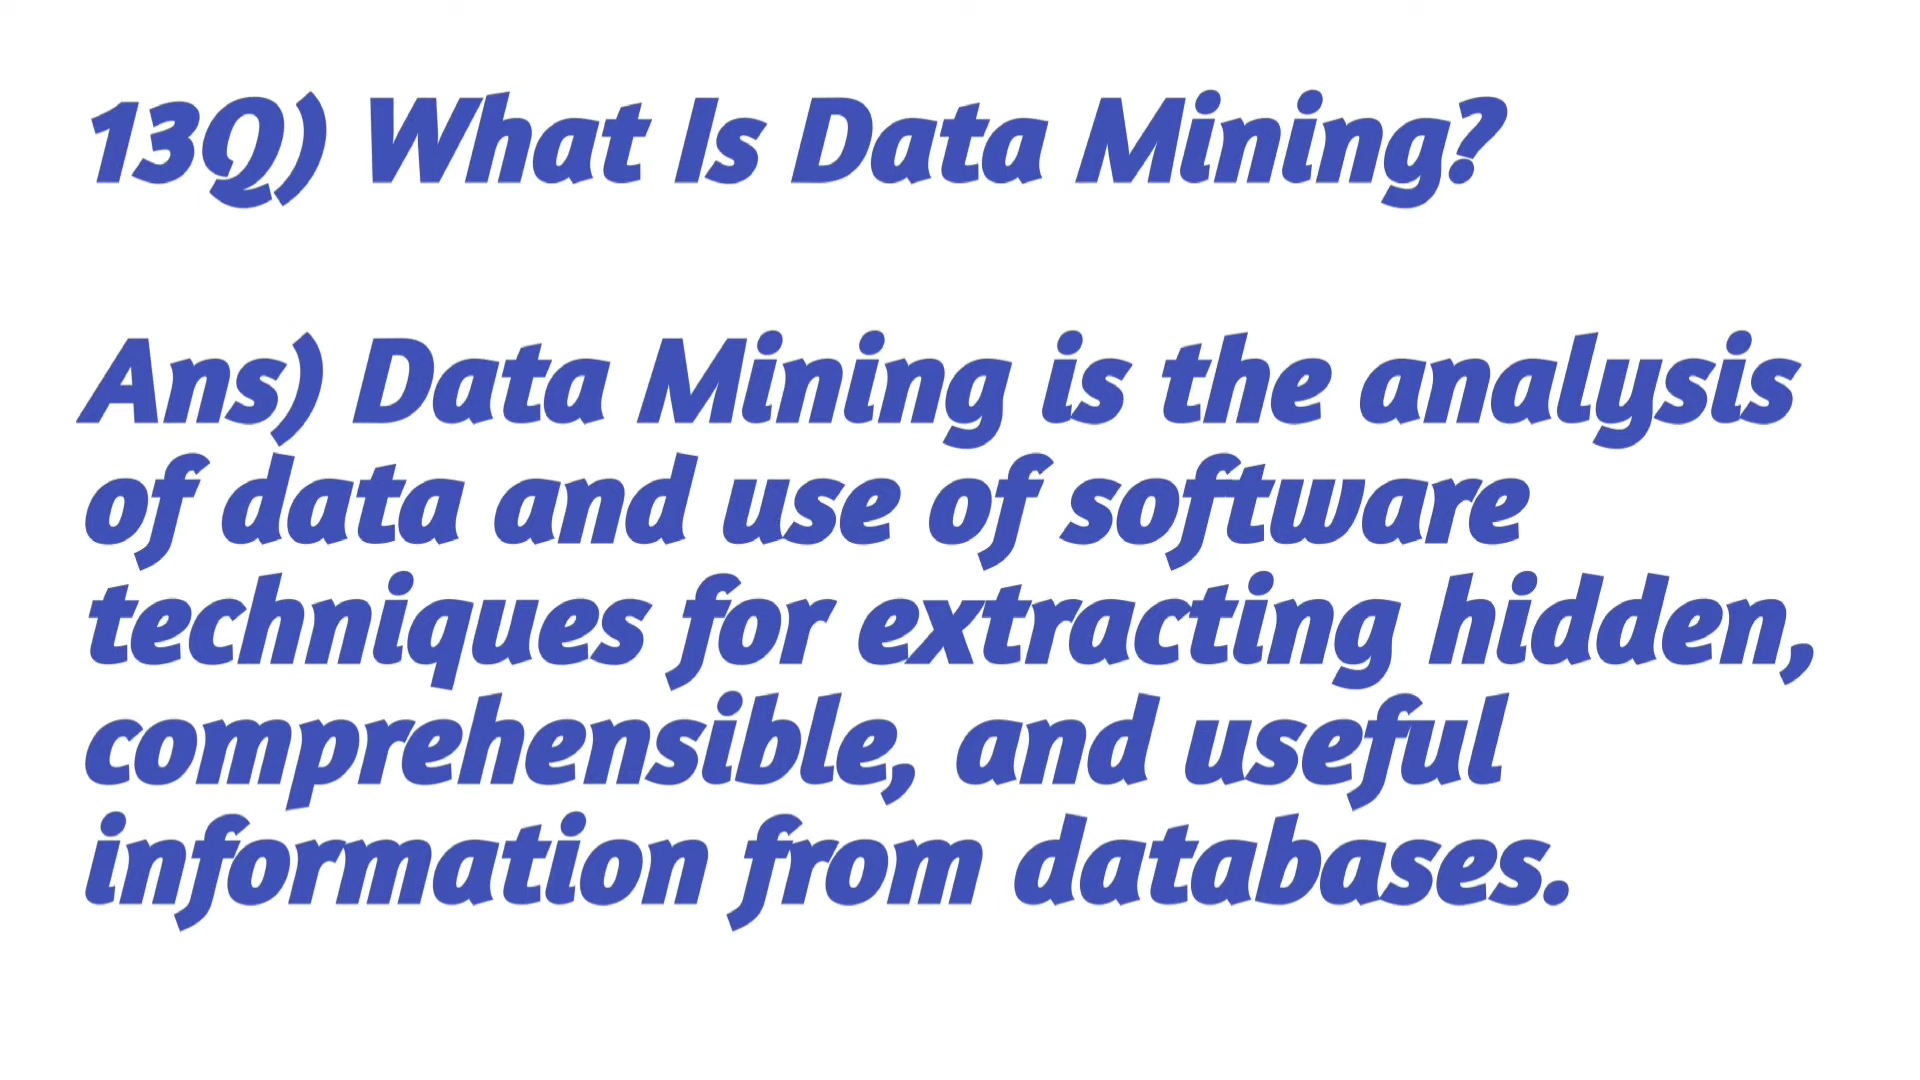 13Q) What Is Data Mining?
Ans) Data Mining is the analysis
of data and use of software
techniques for extracting hidden,
comprehensible, and useful
information from databases.